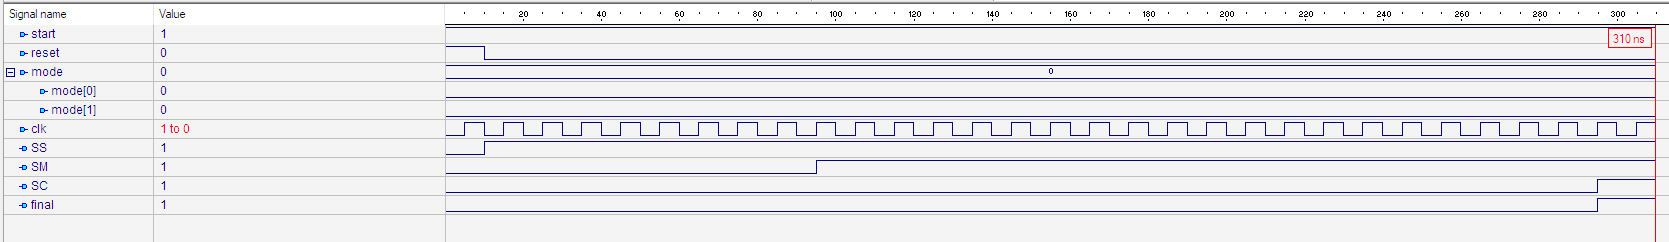 Signal name Value 20 40 60 80 100 120 140 160 180 200 220 240 260 280 300
start 1
310 ns
reset 0
mode 0 0
mode[0] 0
mode[1] 0
clk 1 to 0
SS 1
SM 1
SC 1
final 1